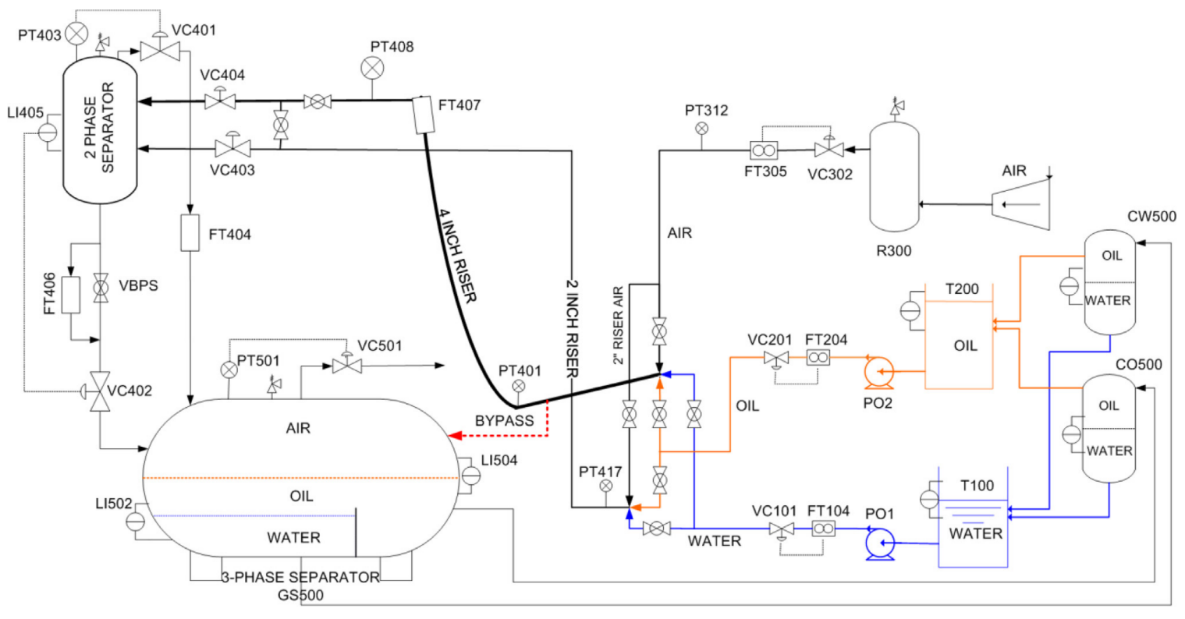 PT403
VC401
PT408
VC404
FT407
LI405
2 PHASE
SEPARATOR
VC403
PT312
FT305
VC302
AIR
R300
CW500
OIL
WATER
FT404
4 INCH RISER
AIR
FT406
VBPS
2 INCH RISER
2" RISER AIR
T200
OIL
VC201
FT204
PO2
CO500
OIL
WATER
PT501
VC501
PT401
VC402
BYPASS
OIL
AIR
LI504
PT417
OIL
LI502
WATER
T100
WATER
VC101
FT104
PO1
WATER
3-PHASE SEPARATOR
GS500